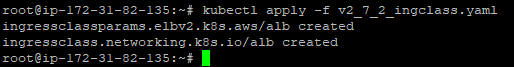 root@ip-172-31-82-135:~# kubectl apply -f v2_7_2_ingclass.yaml
ingressclassparams.elbv2.k8s.aws/alb created
ingressclass.networking.k8s.io/alb created
root@ip-172-31-82-135:~#